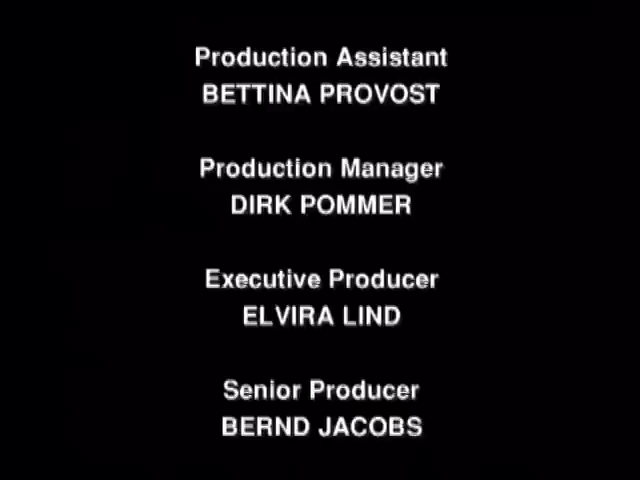 Production Assistant
BETTINA PROVOST
Production Manager
DIRK POMMER
Executive Producer
ELVIRA LIND
Senior Producer
BERND JACOBS